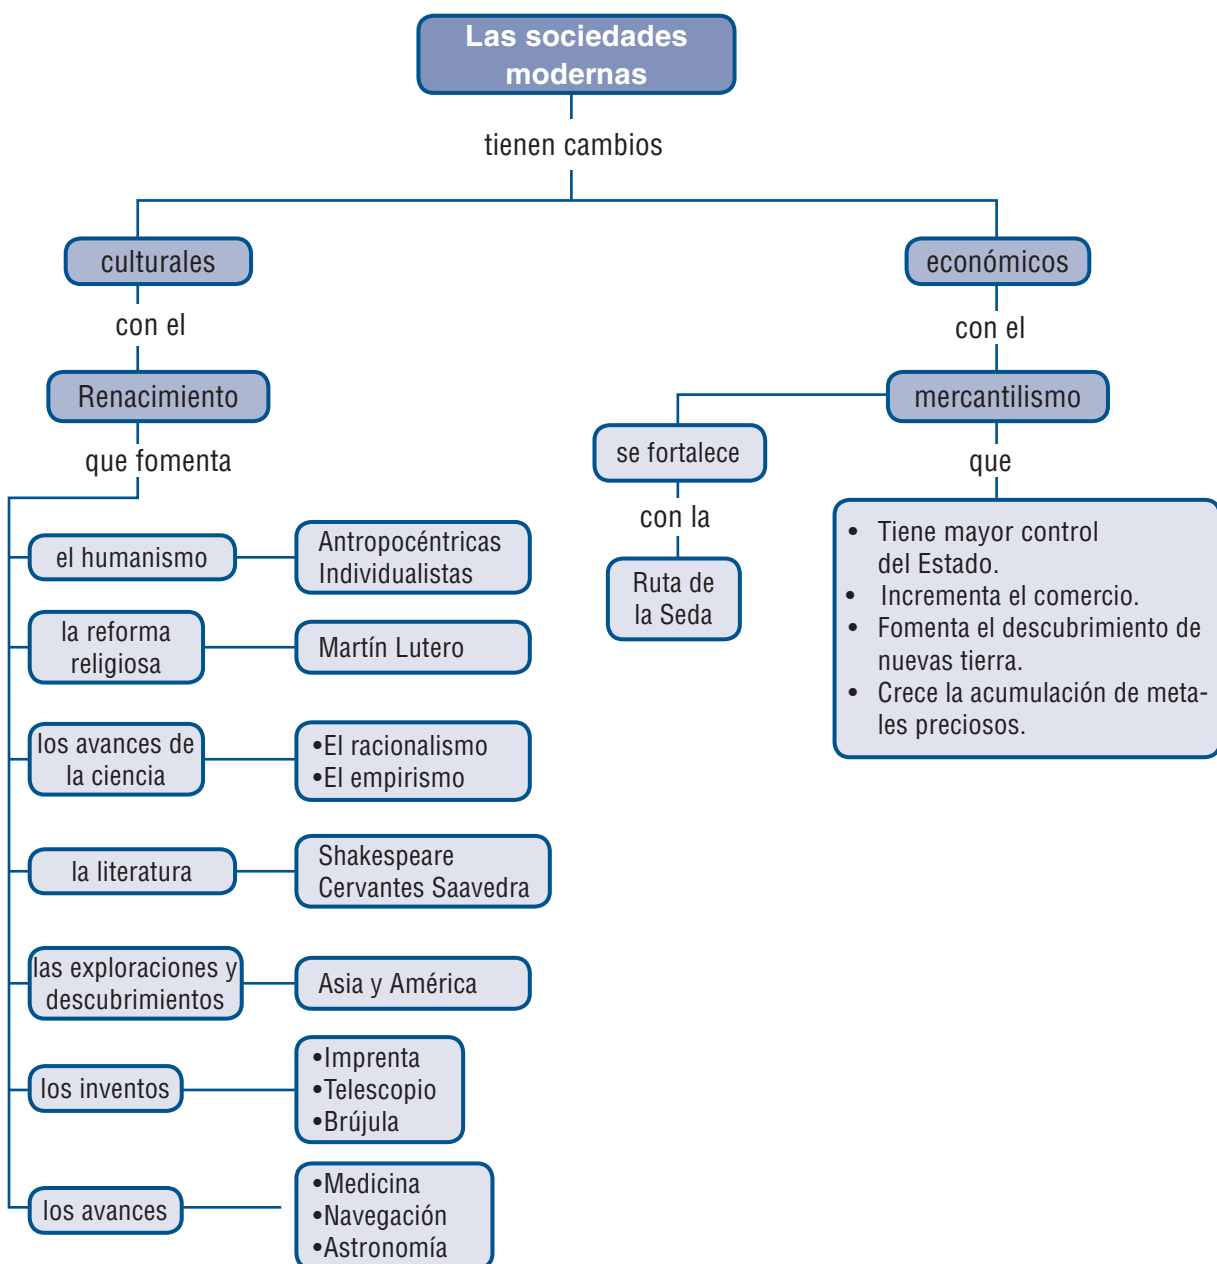 Las sociedades
modernas
tienen cambios
culturales
con el
Renacimiento
que fomenta
el humanismo
Antropocéntricas
Individualistas
la reforma
religiosa
Martín Lutero
los avances de
la ciencia
•El racionalismo
•El empirismo
la literatura
Shakespeare
Cervantes Saavedra
las exploraciones y
descubrimientos
Asia y América
los inventos
•Imprenta
•Telescopio
•Brújula
los avances
•Medicina
•Navegación
•Astronomía
económicos
con el
mercantilismo
se fortalece
con la
Ruta de
la Seda
que
• Tiene mayor control
del Estado.
• Incrementa el comercio.
• Fomenta el descubrimiento de
nuevas tierra.
• Crece la acumulación de meta-
les preciosos.